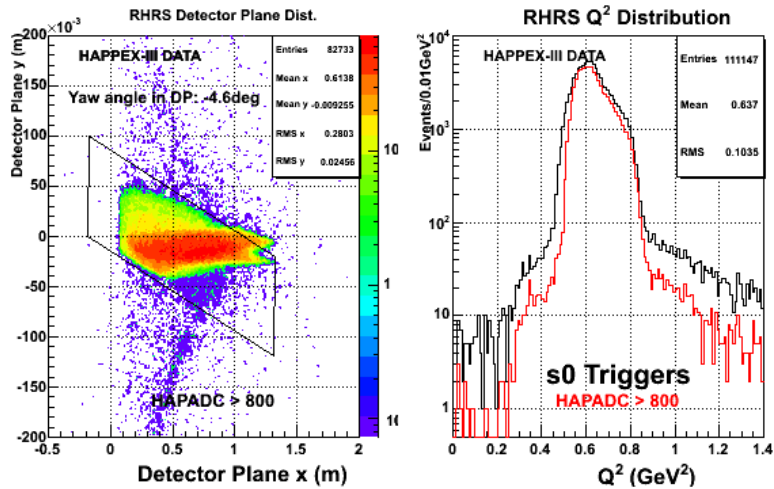 RHRS Detector Plane Dist.
×10⁻³
Detector Plane y (m)
200
150
100
50
0
-50
-100
-150
-200
HAPPEX-III DATA
Yaw angle in DP: -4.6deg
Entries 82733
Mean x 0.6138
Mean y -0.009255
RMS x 0.2803
RMS y 0.02456
HAPADC > 800
10
1
10
-0.5 0 0.5 1 1.5 2
Detector Plane x (m)
RHRS Q² Distribution
Events/0.01GeV²
10⁴
10³
10²
10
1
HAPPEX-III DATA
Entries 111147
Mean 0.637
RMS 0.1035
s0 Triggers
HAPADC > 800
0 0.2 0.4 0.6 0.8 1 1.2 1.4
Q² (GeV²)